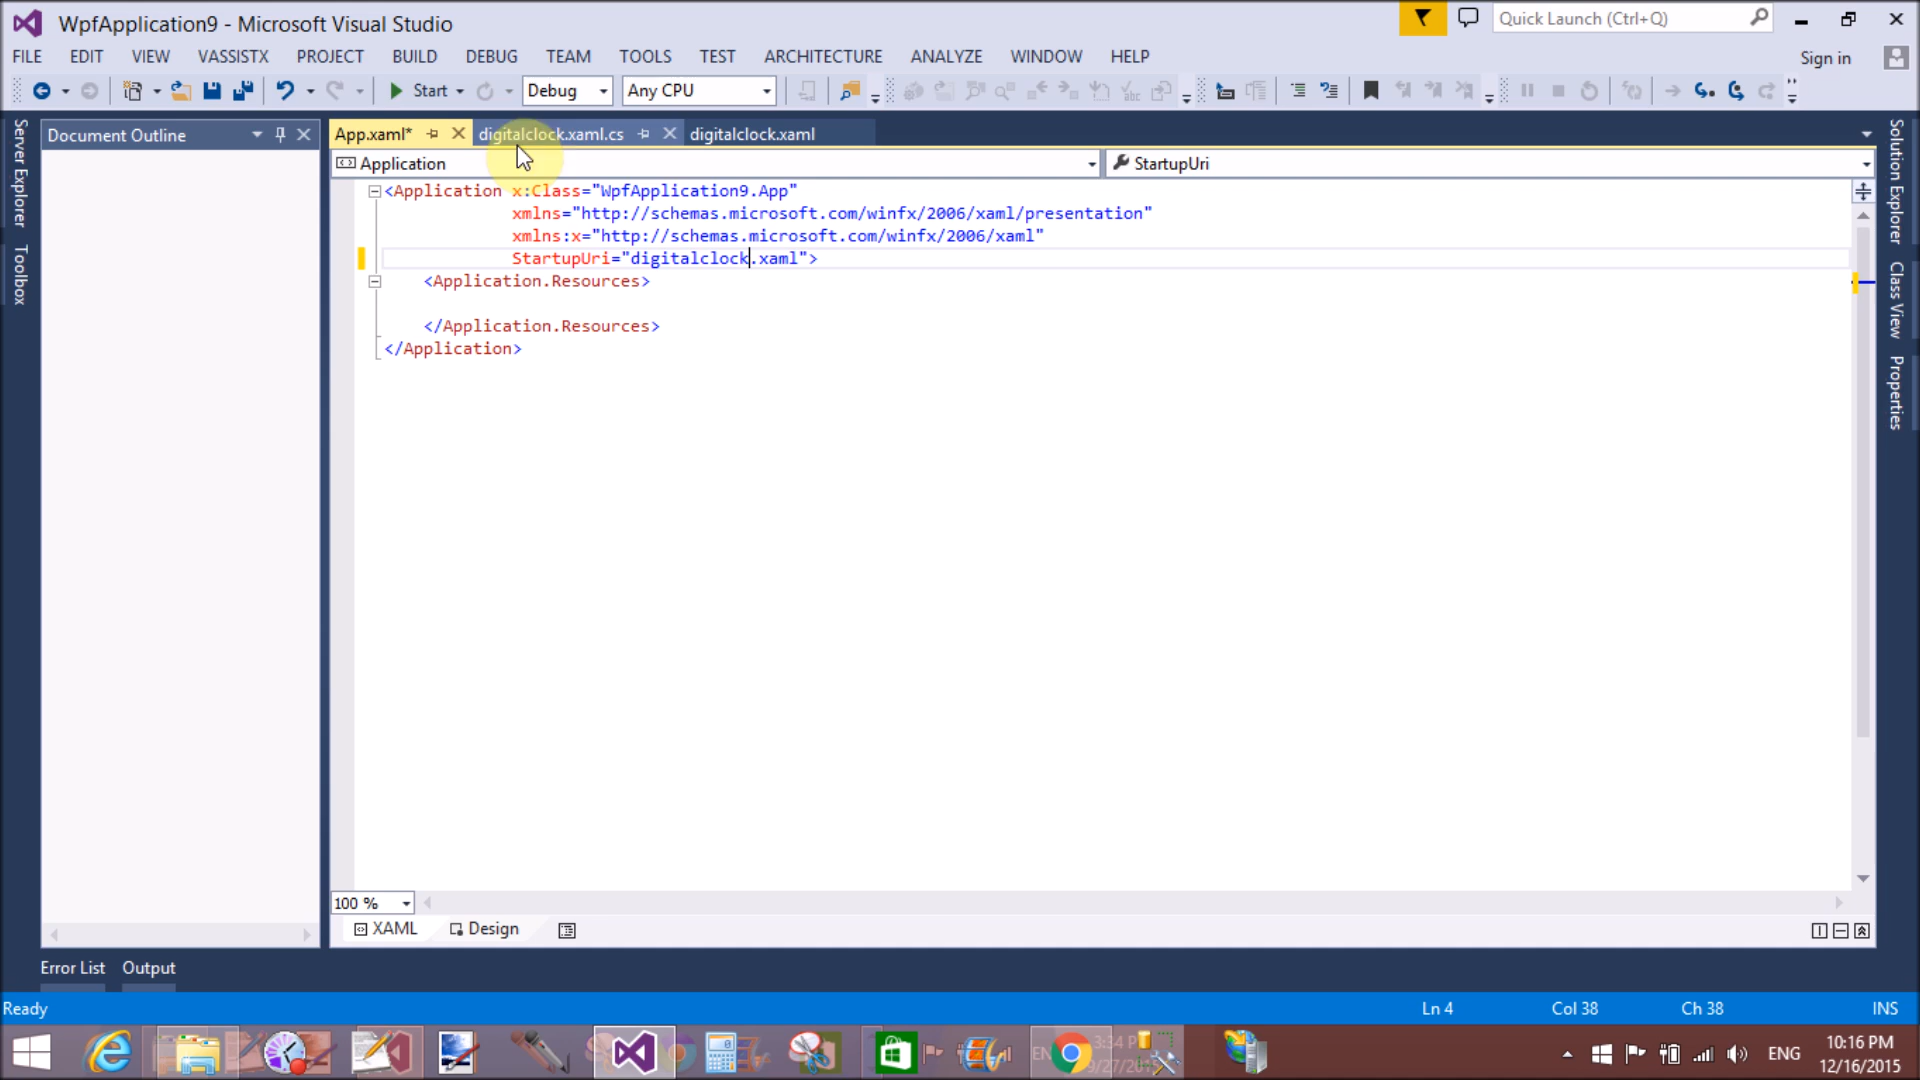 WpfApplication9 - Microsoft Visual Studio
Quick Launch (Ctrl+Q)
FILE EDIT VIEW VASSISTX PROJECT BUILD DEBUG TEAM TOOLS TEST ARCHITECTURE ANALYZE WINDOW HELP
Sign in
Start Debug Any CPU
Server Explorer
Toolbox
Document Outline
App.xaml* digitalclock.xaml.cs digitalclock.xaml
Application StartupUri
<Application x:Class="WpfApplication9.App"
xmlns="http://schemas.microsoft.com/winfx/2006/xaml/presentation"
xmlns:x="http://schemas.microsoft.com/winfx/2006/xaml"
StartupUri="digitalclock.xaml">
<Application.Resources>
</Application.Resources>
</Application>
Solution Explorer
Class View
Properties
100 %
XAML Design
Error List Output
Ready Ln 4 Col 38 Ch 38 INS
3:34 P
ENG
10:16 PM
12/16/2015